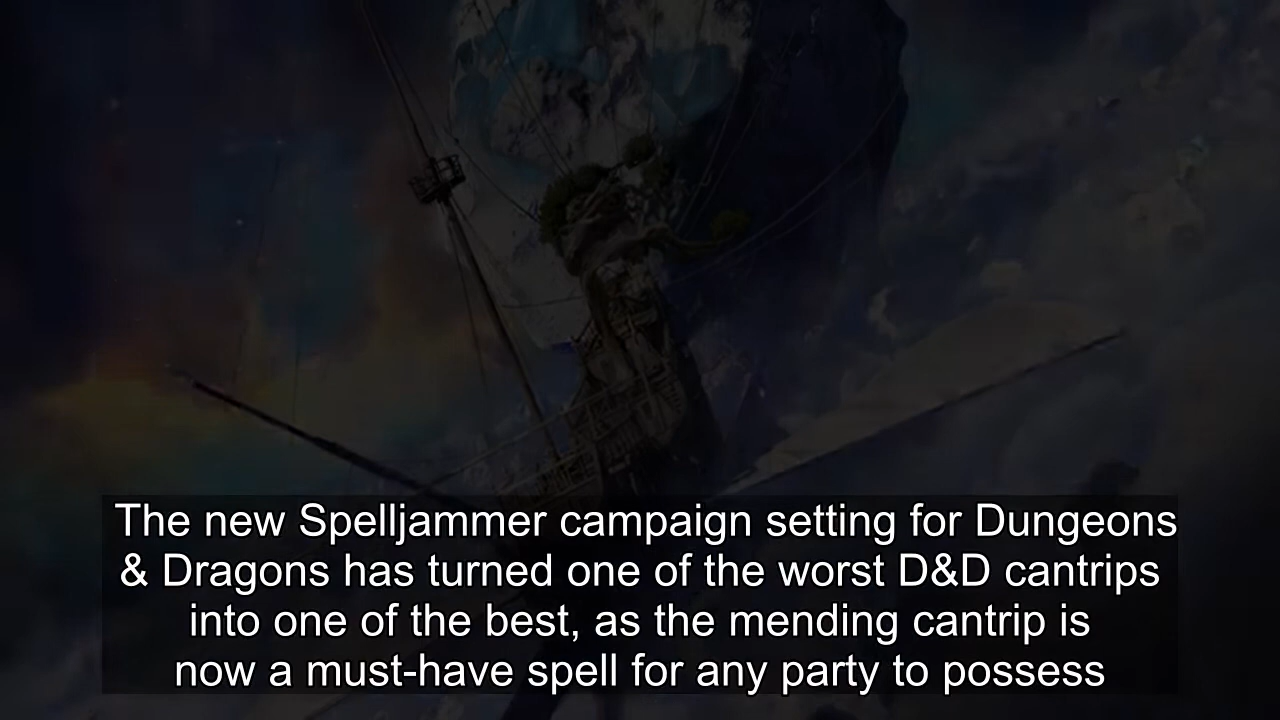 The new Spelljammer campaign setting for Dungeons
& Dragons has turned one of the worst D&D cantrips
into one of the best, as the mending cantrip is
now a must-have spell for any party to possess